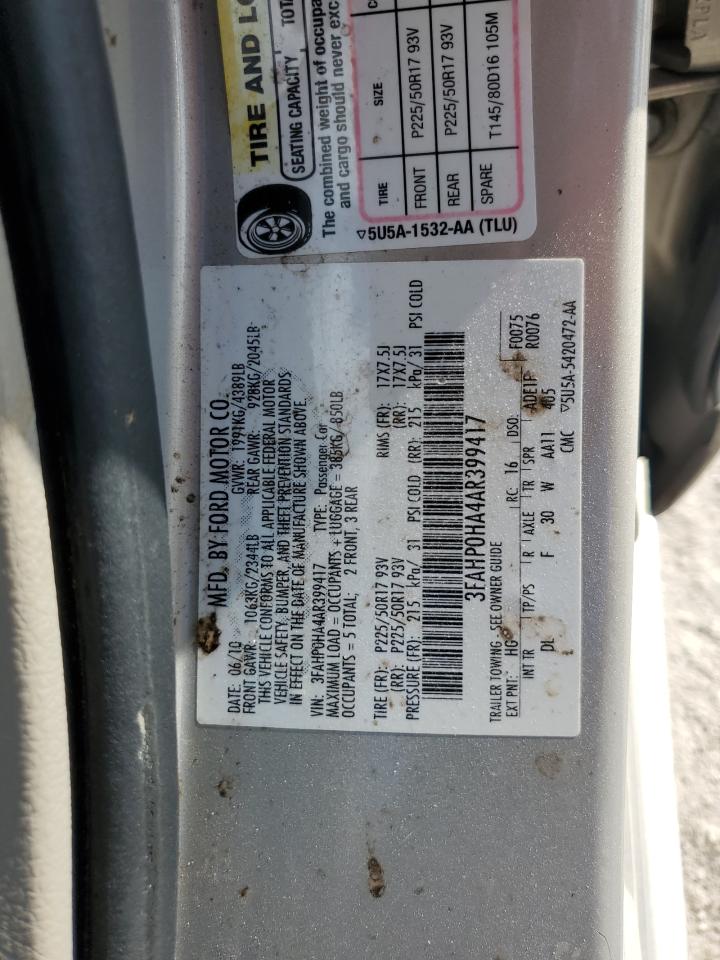 TIRE AND LO
SEATING CAPACITY
TOTA
The combined weight of occupa
and cargo should never exc
TIRE SIZE CO
FRONT P225/50R17 93V
REAR P225/50R17 93V
SPARE T145/80D16 105M
▽5U5A-1532-AA (TLU)
MFD. BY FORD MOTOR CO.
DATE: 06/10 GVWR: 1991KG/4389LB
FRONT GAWR: 1063KG/2344LB REAR GAWR: 928KG/2045LB
THIS VEHICLE CONFORMS TO ALL APPLICABLE FEDERAL MOTOR
VEHICLE SAFETY, BUMPER, AND THEFT PREVENTION STANDARDS
IN EFFECT ON THE DATE OF MANUFACTURE SHOWN ABOVE.
VIN: 3FAHP0HA4AR399417 TYPE: Passenger Car
MAXIMUM LOAD = OCCUPANTS + LUGGAGE = 385KG/ 850LB
OCCUPANTS = 5 TOTAL; 2 FRONT, 3 REAR
TIRE (FR): P225/50R17 93V RIMS (FR): 17X7.5J
(RR): P225/50R17 93V (RR): 17X7.5J
PRESSURE (FR): 215 kPa/ 31 PSI COLD (RR): 215 kPa/ 31 PSI COLD
3FAHP0HA4AR399417
TRAILER TOWING - SEE OWNER GUIDE
F0075
EXT PNT: HG RC: 16 DSO: R0076
INT TR TP/PS R AXLE TR SPR ADE1P
DL F 30 W AA11 405
CMC ▽5U5A-5420472-AA